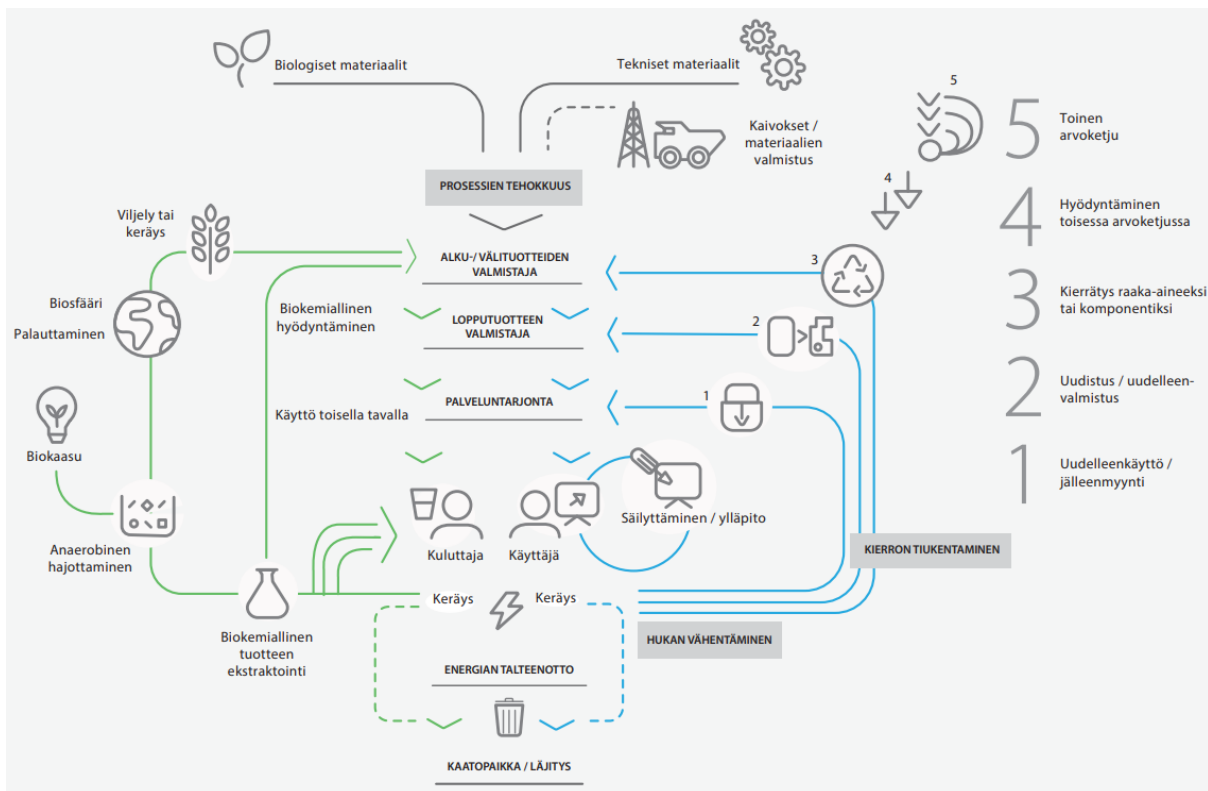 Biologiset materiaalit
Tekniset materiaalit
Kaivokset /
materiaalien
valmistus
5
5
Toinen
arvoketju
4
4
Hyödyntäminen
toisessa arvoketjussa
PROSESSIEN TEHOKKUUS
Viljely tai
keräys
ALKU-/ VÄLITUOTTEIDEN
VALMISTAJA
3
3
Kierrätys raaka-aineeksi
tai komponentiksi
Biosfääri
Palauttaminen
Biokemiallinen
hyödyntäminen
LOPPUTUOTTEEN
VALMISTAJA
2
2
Uudistus / uudelleen-
valmistus
Käyttö toisella tavalla
PALVELUNTARJONTA
1
1
Uudelleenkäyttö /
jälleenmyynti
Biokaasu
Säilyttäminen / ylläpito
Anaerobinen
hajottaminen
Kuluttaja
Käyttäjä
KIERRON TIUKENTAMINEN
Keräys
Keräys
Biokemiallinen
tuotteen
ekstraktointi
HUKAN VÄHENTÄMINEN
ENERGIAN TALTEENOTTO
KAATOPAIKKA / LÄJITYS